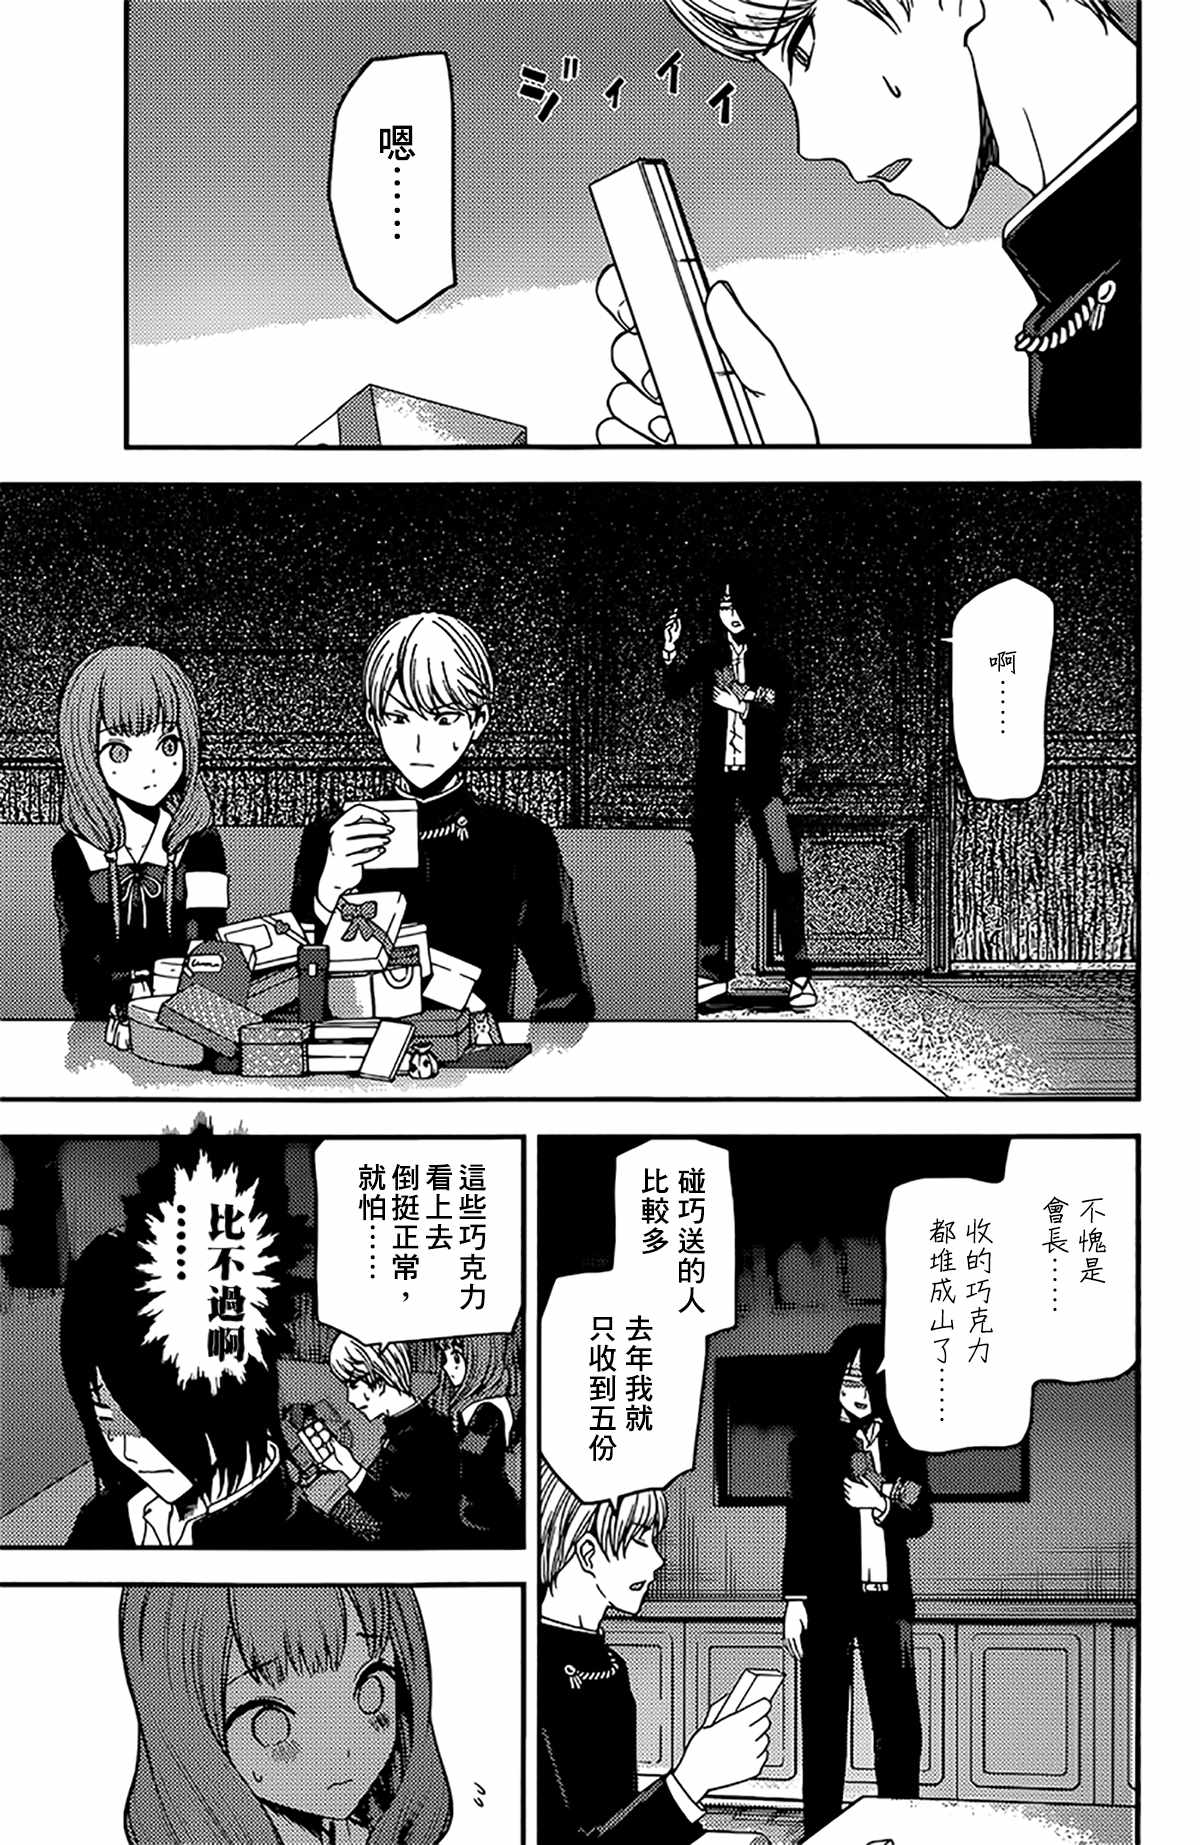 ジィイイ
嗯……
啊……
不愧是
會長……
收的巧克力
都堆成山了……
碰巧送的人
比較多
去年我就
只收到五份
這些巧克力
看上去
倒挺正常，
就怕……
比不過啊
……